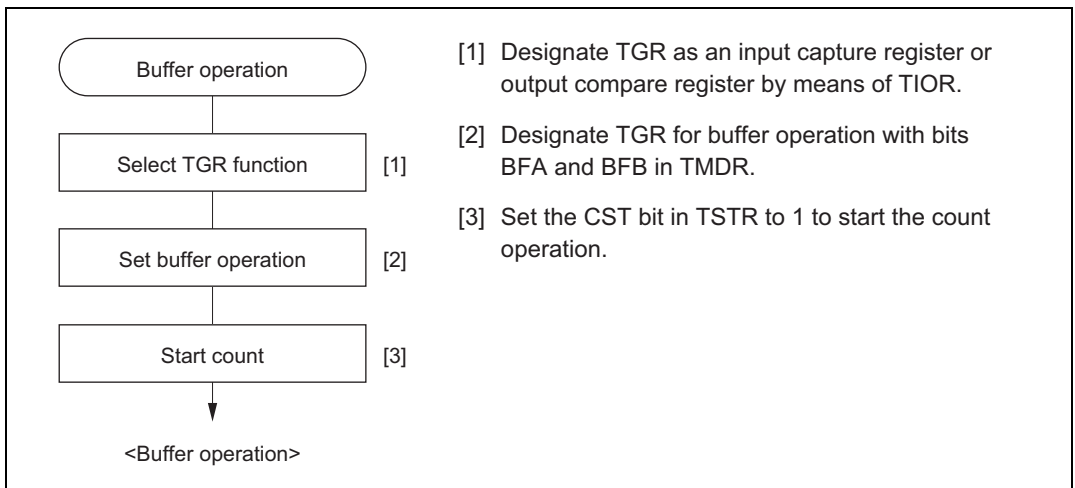 Buffer operation
Select TGR function
[1]
Set buffer operation
[2]
Start count
[3]
<Buffer operation>
[1] Designate TGR as an input capture register or
output compare register by means of TIOR.
[2] Designate TGR for buffer operation with bits
BFA and BFB in TMDR.
[3] Set the CST bit in TSTR to 1 to start the count
operation.